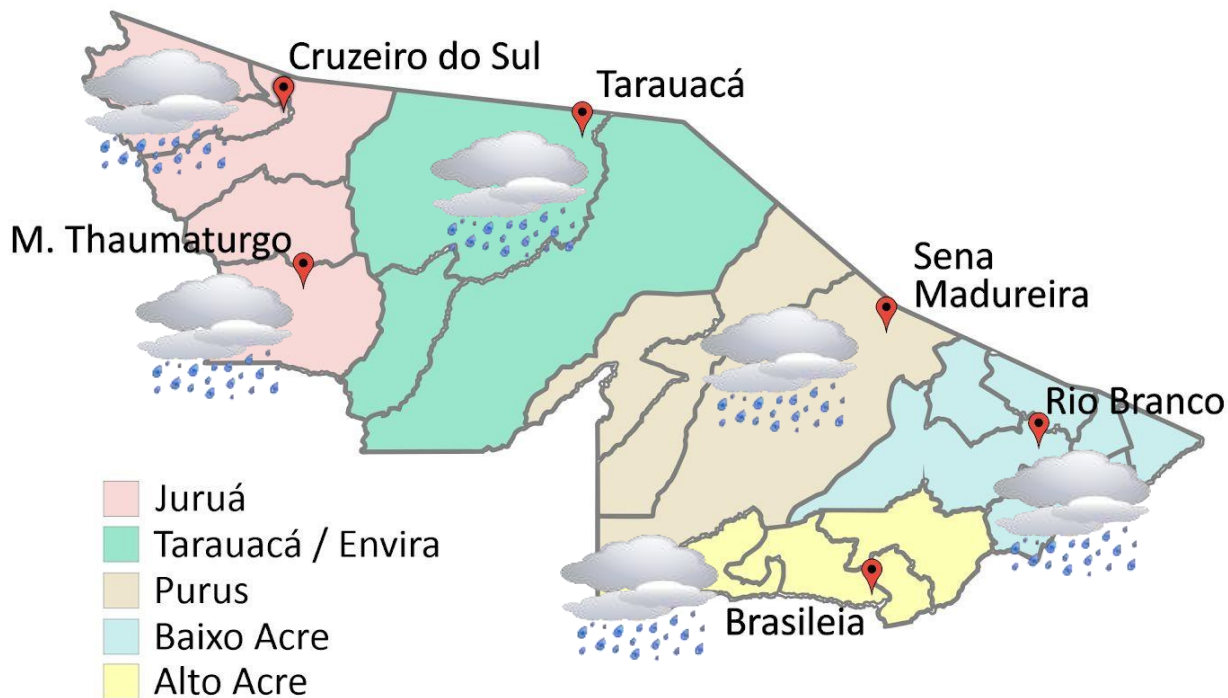 Cruzeiro do Sul
Tarauacá
M. Thaumaturgo
Sena
Madureira
Rio Branco
Brasileia
Juruá
Tarauacá / Envira
Purus
Baixo Acre
Alto Acre